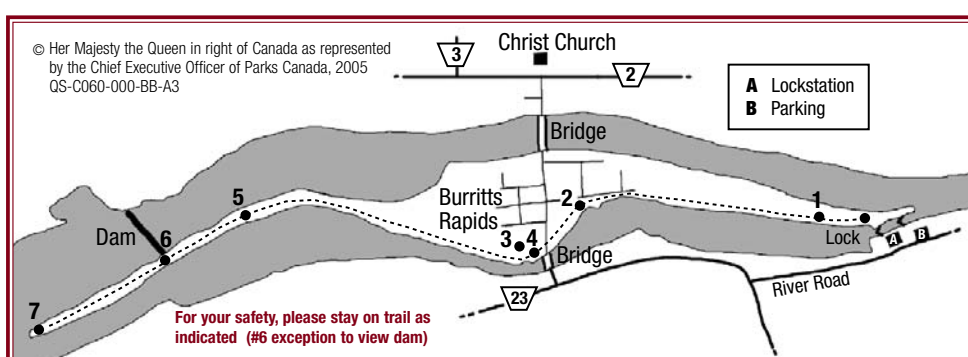 © Her Majesty the Queen in right of Canada as represented
by the Chief Executive Officer of Parks Canada, 2005
QS-C060-000-BB-A3
3
Christ Church
2
A Lockstation
B Parking
Bridge
5
Burritts
Rapids
2
1
Dam
6
3
4
Bridge
Lock
A
B
River Road
7
23
For your safety, please stay on trail as
indicated (#6 exception to view dam)